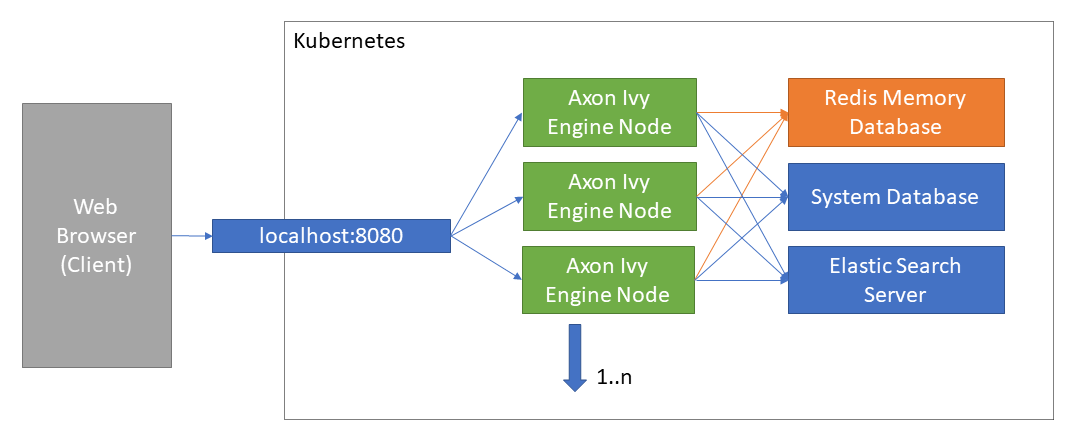 Kubernetes
Web
Browser
(Client)
localhost:8080
Axon Ivy
Engine Node
Axon Ivy
Engine Node
Axon Ivy
Engine Node
1..n
Redis Memory
Database
System Database
Elastic Search
Server